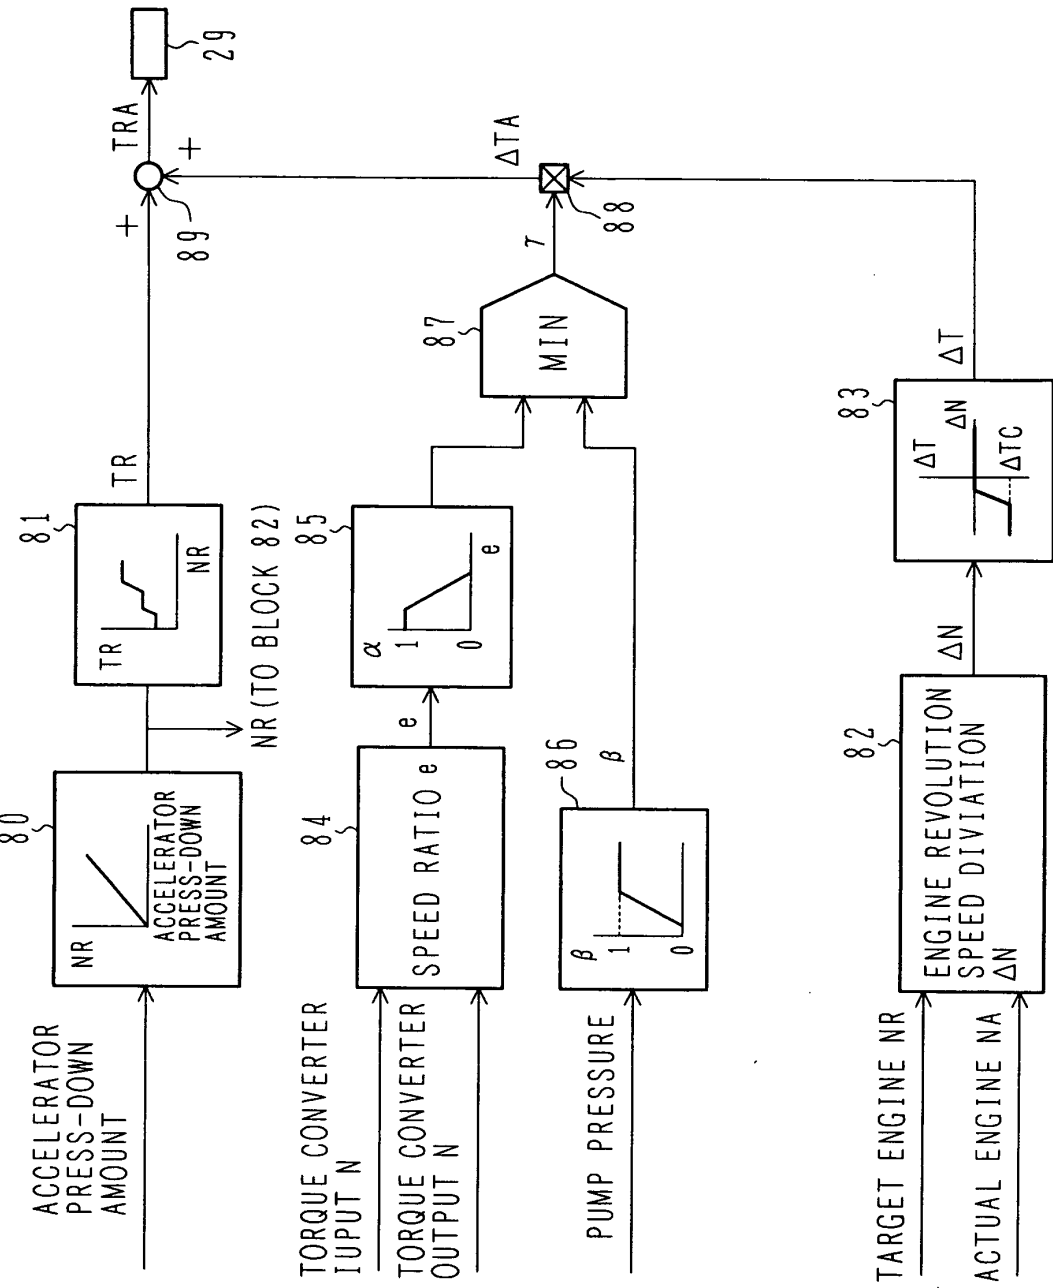 ACCELERATOR
PRESS-DOWN
AMOUNT
80
NR
ACCELERATOR
PRESS-DOWN
AMOUNT
NR(TO BLOCK 82)
81
TR
NR
TR
+
89
+
TRA
29
TORQUE CONVERTER
IUPUT N
TORQUE CONVERTER
OUTPUT N
84
SPEED RATIO e
e
85
α
1
0
e
PUMP PRESSURE
86
β
1
0
β
87
MIN
γ
88
ΔTA
TARGET ENGINE NR
ACTUAL ENGINE NA
82
ENGINE REVOLUTION
SPEED DIVIATION
ΔN
ΔN
83
ΔT
ΔN
ΔTC
ΔT